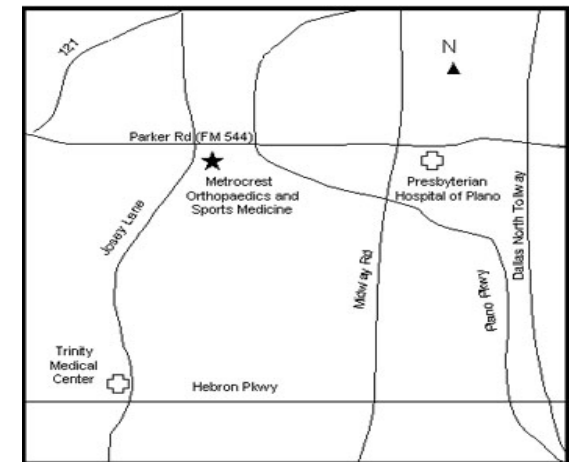 121
N
Parker Rd (FM 544)
Metrocrest
Orthopaedics and
Sports Medicine
Presbyterian
Hospital of Plano
Josey Lane
Midway Rd
Plano Pkwy
Dallas North Tollway
Trinity
Medical
Center
Hebron Pkwy